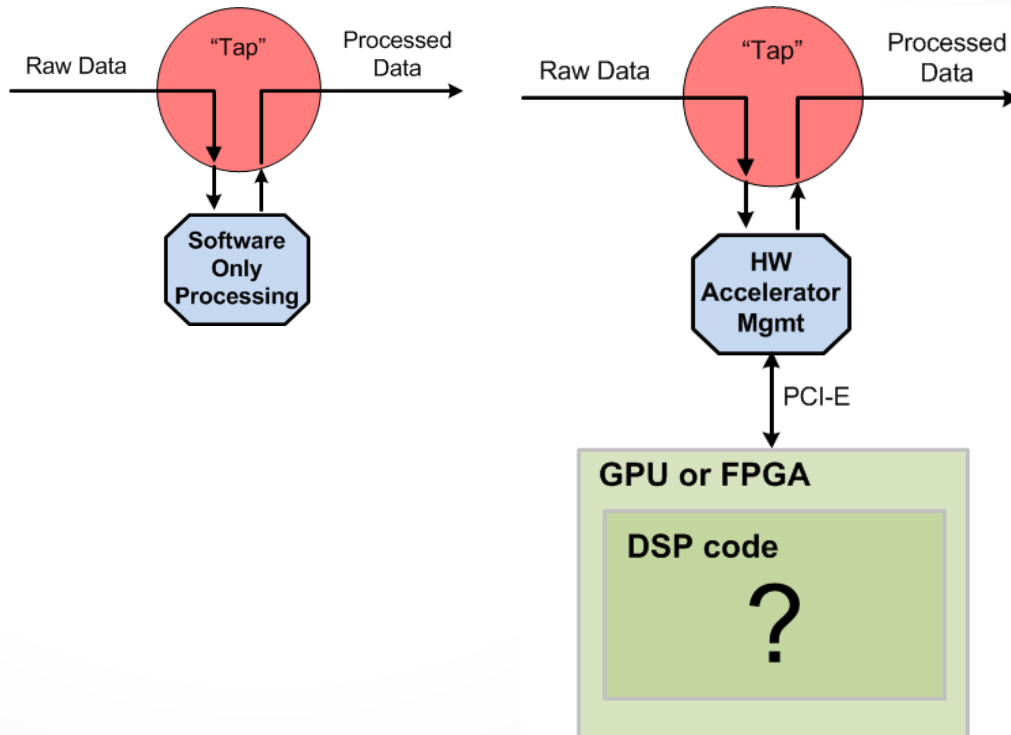 “Tap”
Raw Data
Processed
Data
Software
Only
Processing
“Tap”
Raw Data
Processed
Data
HW
Accelerator
Mgmt
PCI-E
GPU or FPGA
DSP code
?